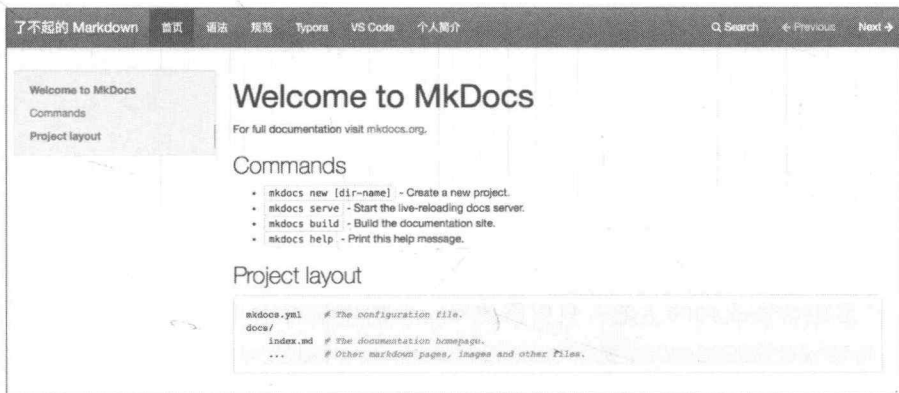 了不起的 Markdown 首页 语法 规范 Typora VS Code 个人简介 Search ← Previous Next →
Welcome to MkDocs
Commands
Project layout
Welcome to MkDocs
For full documentation visit mkdocs.org.
Commands
• mkdocs new [dir-name] - Create a new project.
• mkdocs serve - Start the live-reloading docs server.
• mkdocs build - Build the documentation site.
• mkdocs help - Print this help message.
Project layout
mkdocs.yml # The configuration file.
docs/
index.md # The documentation homepage.
... # Other markdown pages, images and other files.